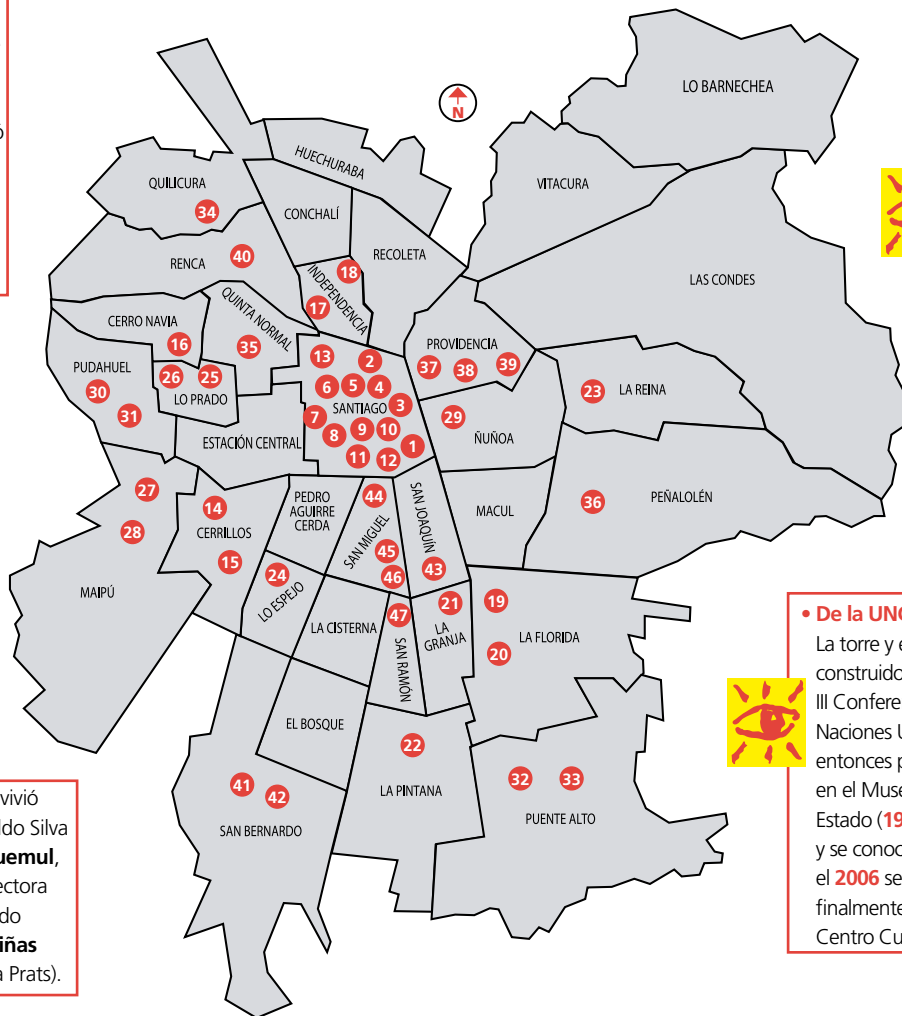 LO BARNECHEA
N
HUECHURABA
VITACURA
QUILICURA
34
CONCHALÍ
RECOLETA
LAS CONDES
RENCA
40
INDEPENDENCIA
18
17
QUINTA NORMAL
35
CERRO NAVIA
16
PROVIDENCIA
37
38
39
13
2
6
5
4
SANTIAGO
3
7
8
9
10
1
11
12
PUDAHUEL
30
31
26
25
LO PRADO
23
LA REINA
29
ÑUÑOA
ESTACIÓN CENTRAL
27
28
MAIPÚ
14
CERRILLOS
15
PEDRO
AGUIRRE
CERDA
44
SAN MIGUEL
45
46
SAN JOAQUÍN
43
MACUL
36
PEÑALOLÉN
24
LO ESPEJO
LA CISTERNA
47
SAN RAMÓN
21
LA
GRANJA
19
LA FLORIDA
20
EL BOSQUE
22
LA PINTANA
32
33
PUENTE ALTO
41
42
SAN BERNARDO
• De la UNC
La torre y e
construido
III Confere
Naciones U
entonces p
en el Muse
Estado (19
y se conoc
el 2006 se
finalmente
Centro Cu
vivió
ldo Silva
uemul,
ectora
do
iñas
a Prats).